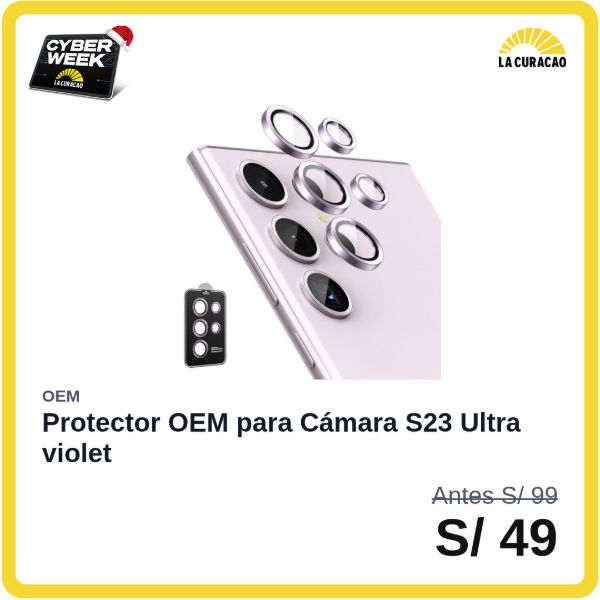 CYBER
WEEK
LA CURACAO
LA CURACAO
OEM
Protector OEM para Cámara S23 Ultra
violet
Antes S/ 99
S/ 49